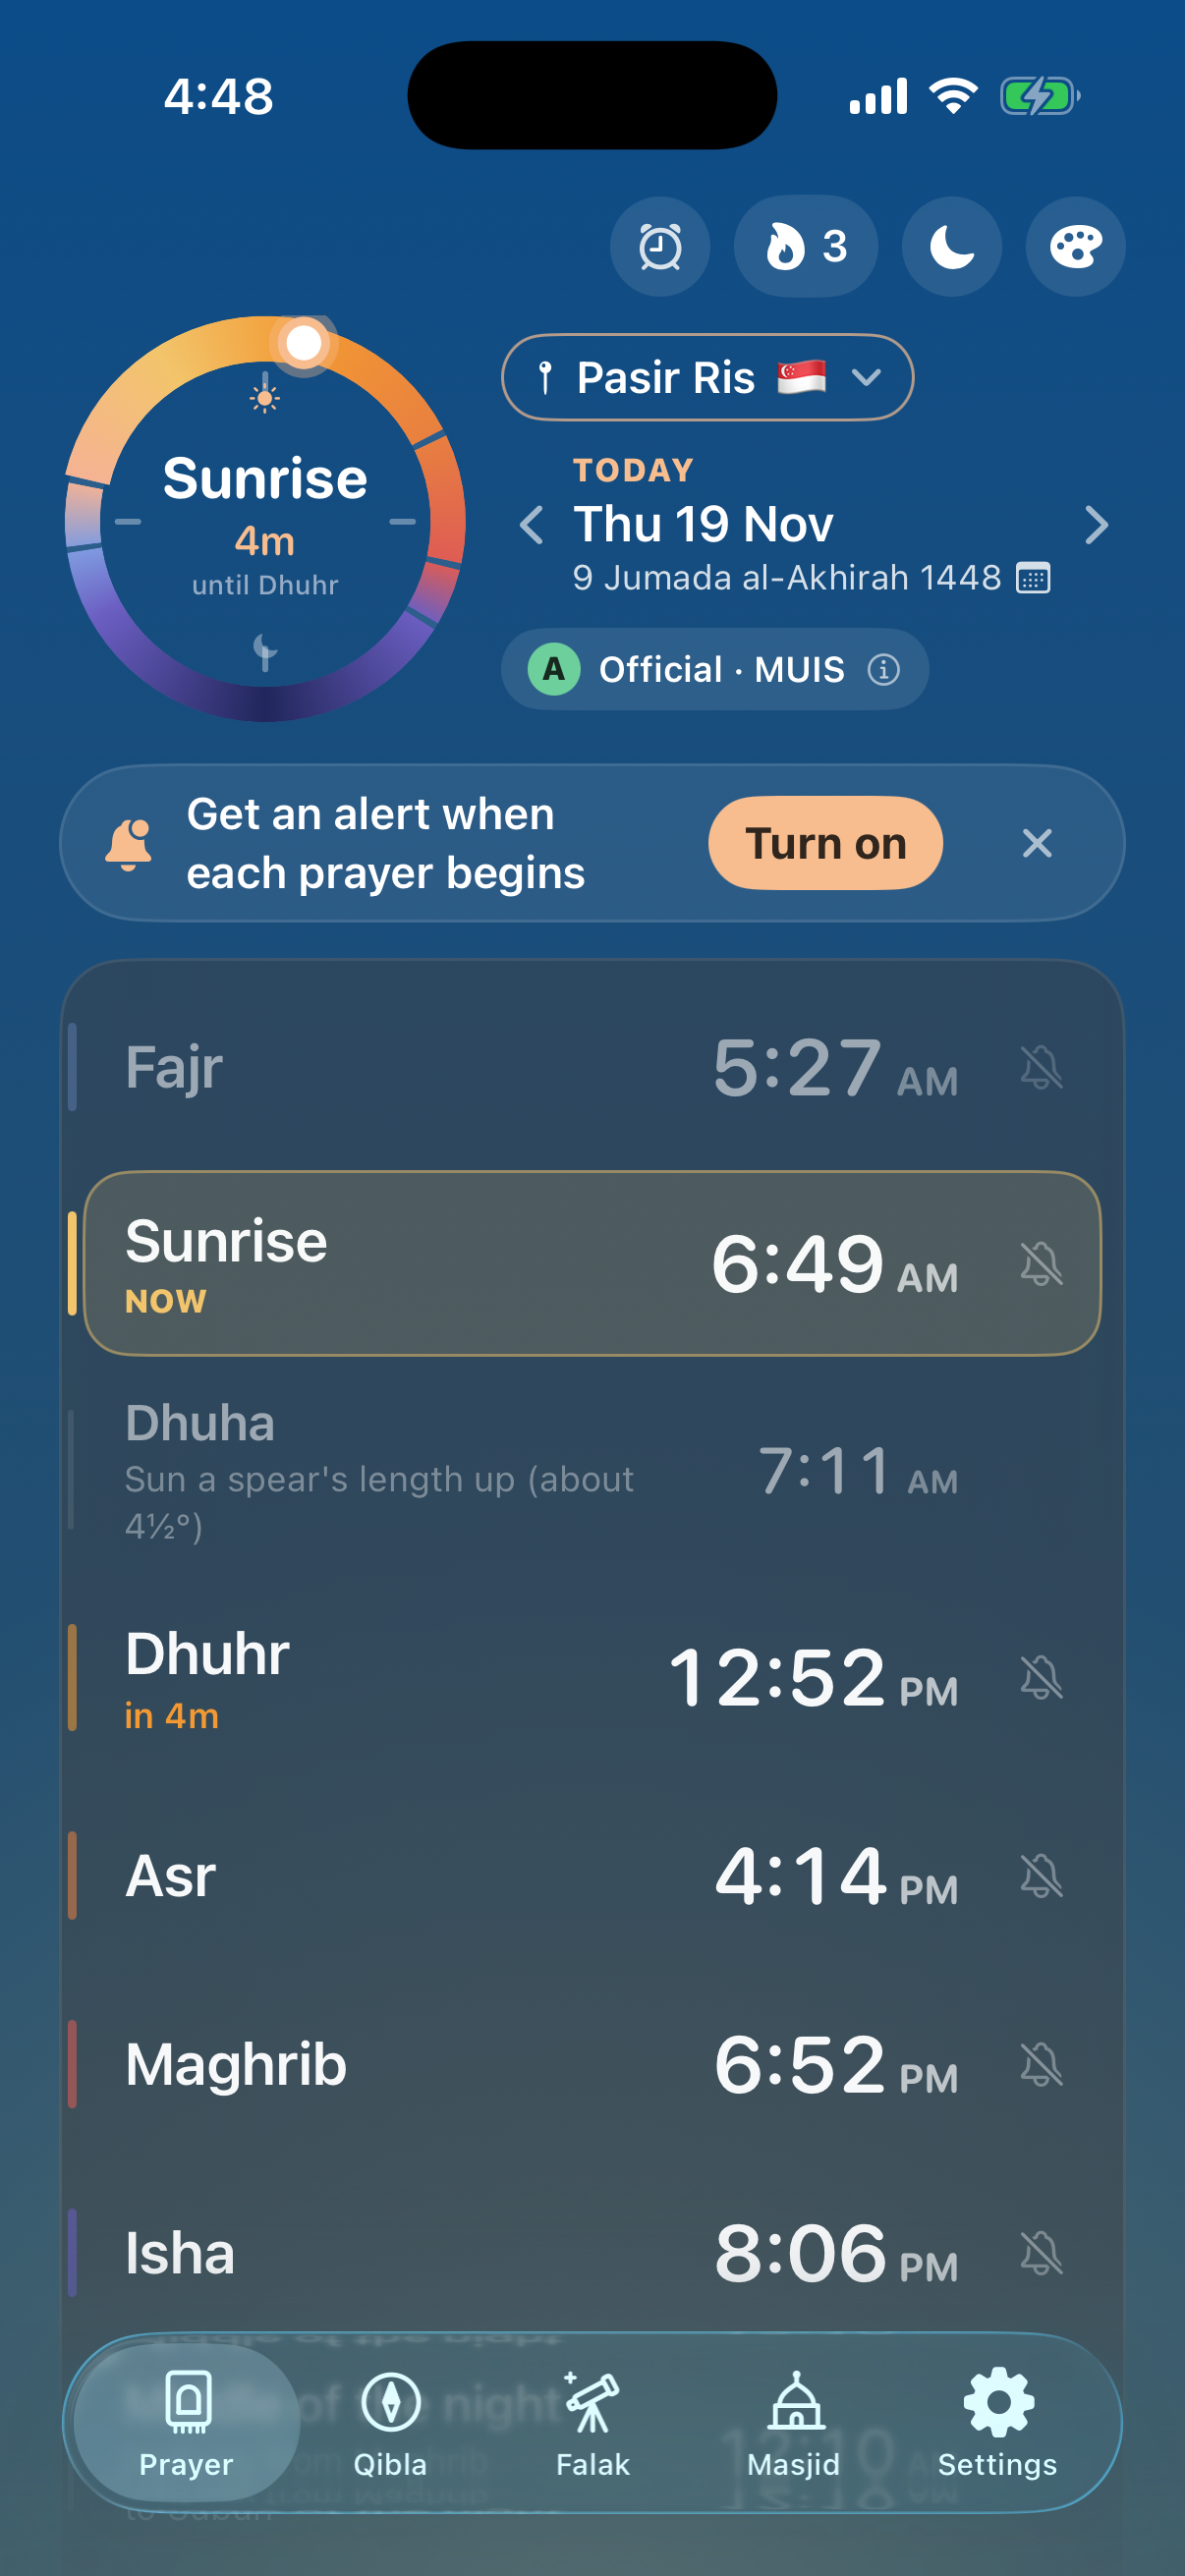 4:48
3
Pasir Ris
TODAY
Thu 19 Nov
9 Jumada al-Akhirah 1448
A Official · MUIS
Sunrise
4m
until Dhuhr
Get an alert when
each prayer begins
Turn on
Fajr 5:27 AM
Sunrise 6:49 AM
NOW
Dhuha
Sun a spear's length up (about
4½°)
7:11 AM
Dhuhr 12:52 PM
in 4m
Asr 4:14 PM
Maghrib 6:52 PM
Isha 8:06 PM
of the night
Prayer Qibla Falak Masjid Settings